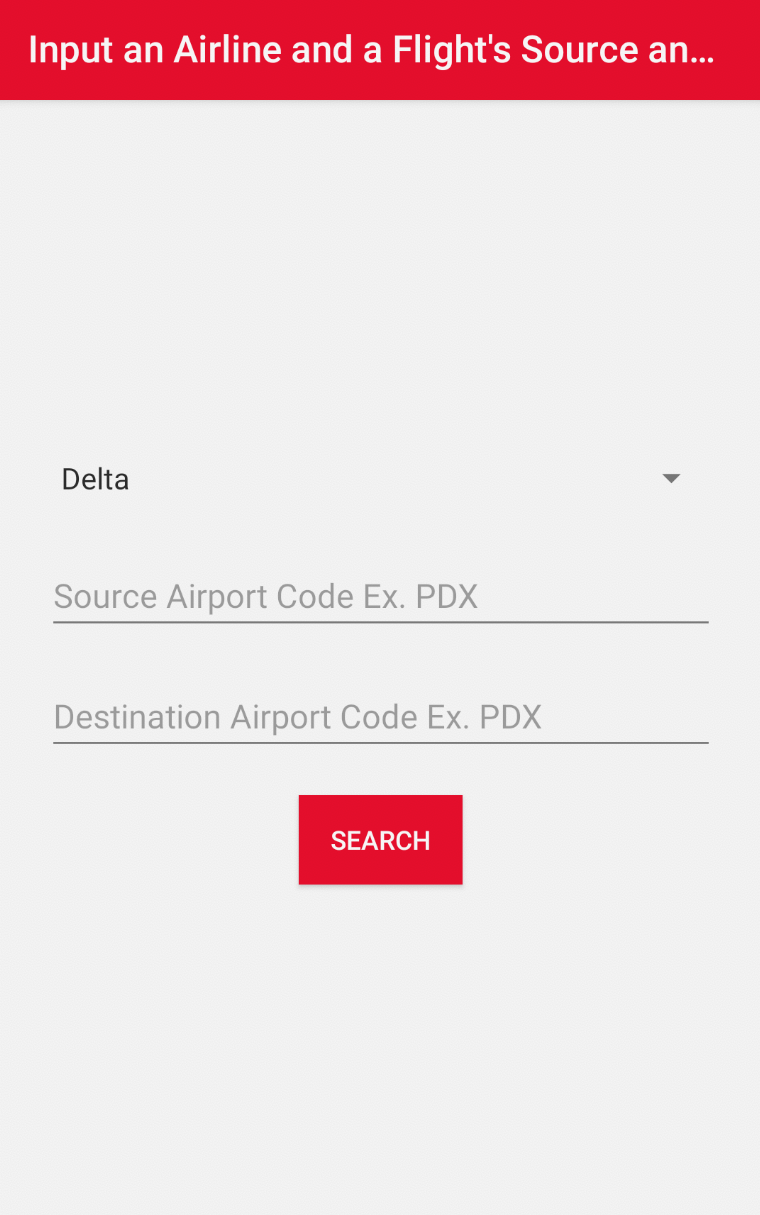 Input an Airline and a Flight's Source an...
Delta
Source Airport Code Ex. PDX
Destination Airport Code Ex. PDX
SEARCH